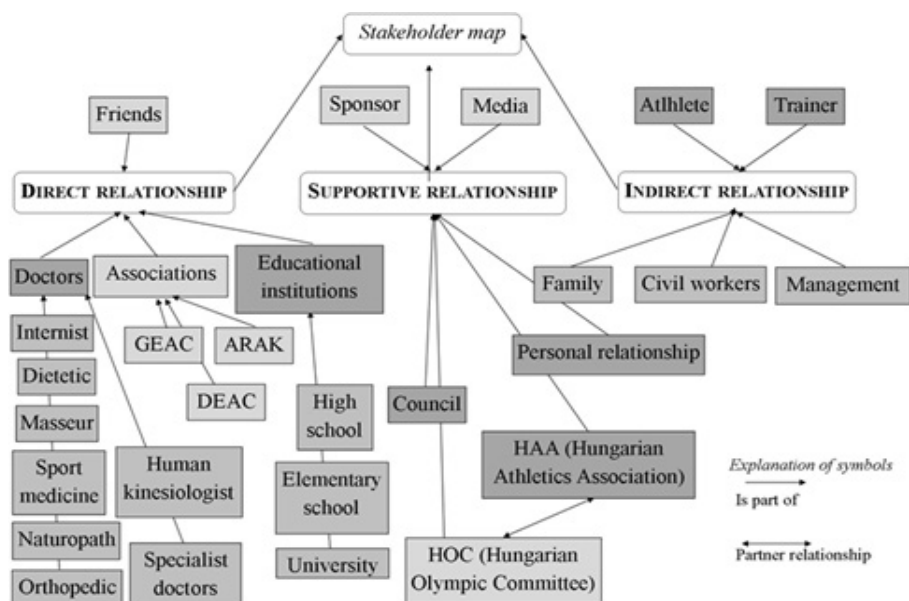 Stakeholder map
Friends
Sponsor
Media
Atlhlete
Trainer
DIRECT RELATIONSHIP
SUPPORTIVE RELATIONSHIP
INDIRECT RELATIONSHIP
Doctors
Associations
Educational
institutions
Family
Civil workers
Management
Internist
GEAC
ARAK
Personal relationship
Dietetic
DEAC
High
school
Council
Masseur
HAA (Hungarian
Athletics Association)
Sport
medicine
Human
kinesiologist
Elementary
school
Explanation of symbols
Is part of
Naturopath
Specialist
doctors
University
HOC (Hungarian
Olympic Committee)
Partner relationship
Orthopedic